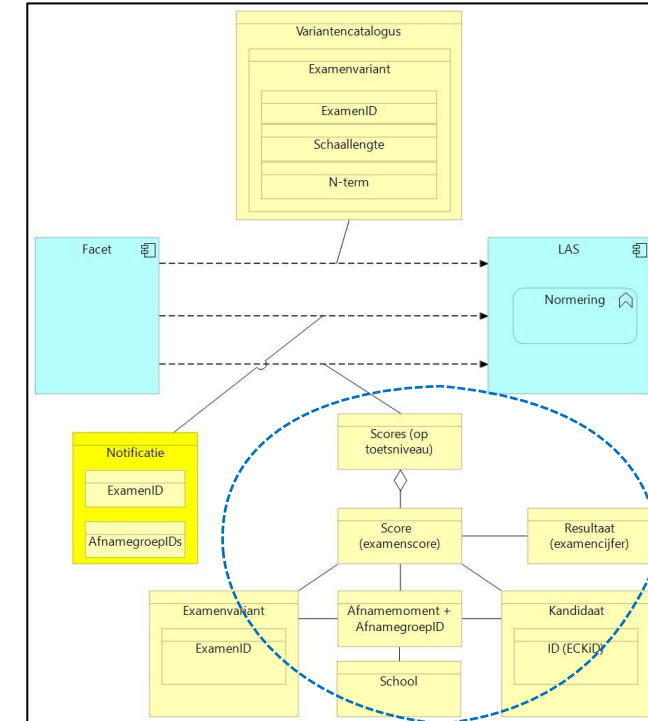 Variantencatalogus
Examenvariant
ExamenID
Schaallengte
N-term
Facet
LAS
Normering
Scores (op
toetsniveau)
Notificatie
ExamenID
AfnamegroepIDs
Score
(examenscore)
Resultaat
(examencijfer)
Examenvariant
ExamenID
Afnamemoment +
AfnamegroepID
Kandidaat
ID (ECKiD)
School